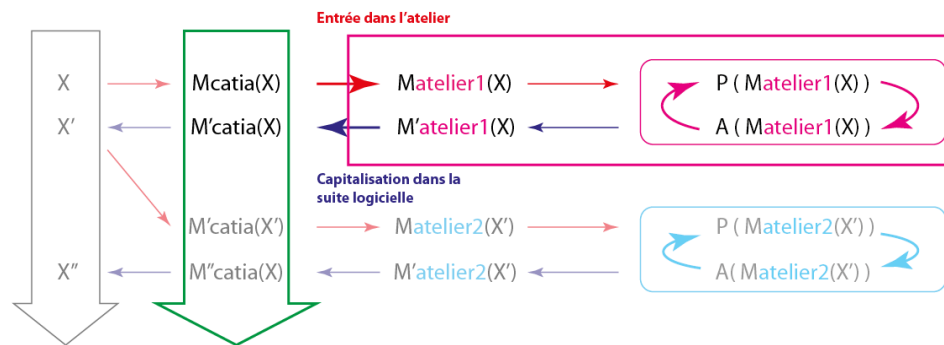 Entrée dans l’atelier
X Mcatia(X) Matelier1(X) P ( Matelier1(X) )
X’ M’catia(X) M’atelier1(X) A ( Matelier1(X) )
Capitalisation dans la
suite logicielle
M’catia(X’) Matelier2(X’) P ( Matelier2(X’) )
X” M”catia(X) M’atelier2(X’) A( Matelier2(X’) )